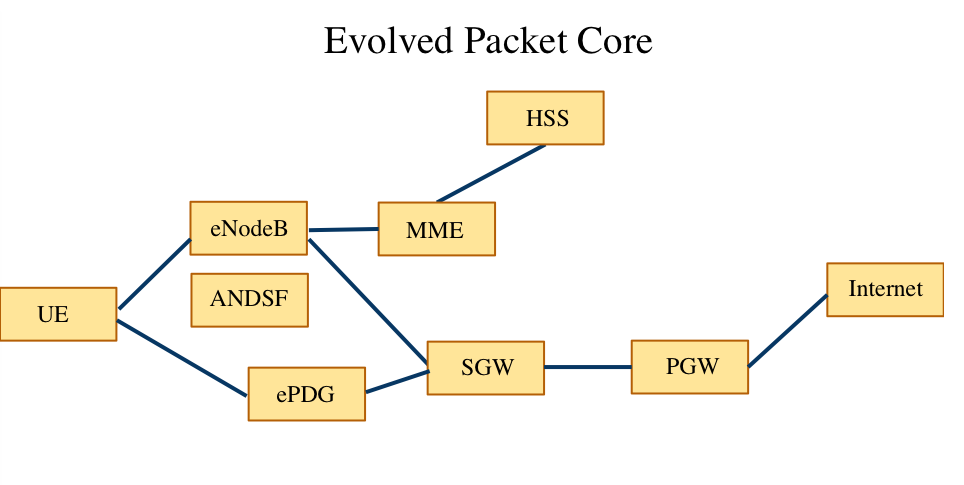 Evolved Packet Core
HSS
eNodeB
MME
ANDSF
Internet
UE
SGW
PGW
ePDG